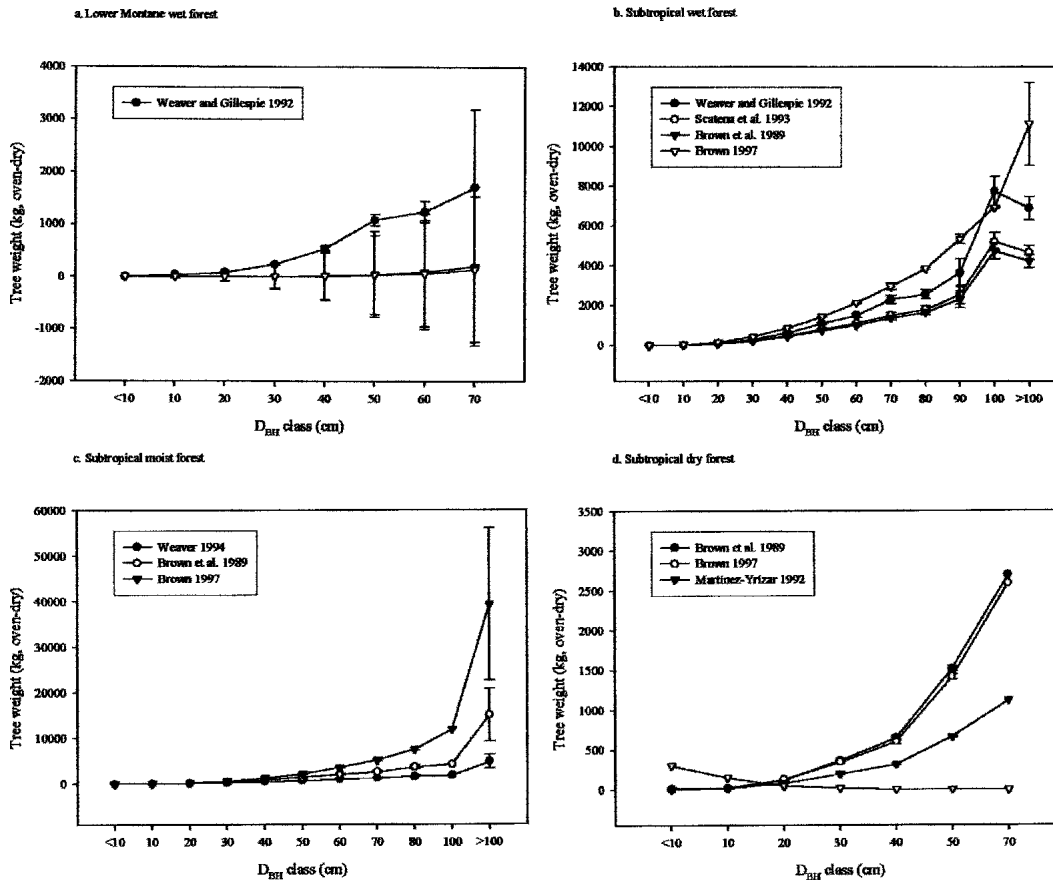 a. Lower Montane wet forest
Tree weight (kg, oven-dry)
4000
3000
2000
1000
0
-1000
-2000
Weaver and Gillespie 1992
<10 10 20 30 40 50 60 70
DBH class (cm)
b. Subtropical wet forest
Tree weight (kg, oven-dry)
14000
12000
10000
8000
6000
4000
2000
0
Weaver and Gillespie 1992
Scatena et al. 1993
Brown et al. 1989
Brown 1997
<10 10 20 30 40 50 60 70 80 90 100 >100
DBH class (cm)
c. Subtropical moist forest
Tree weight (kg, oven-dry)
60000
50000
40000
30000
20000
10000
0
Weaver 1994
Brown et al. 1989
Brown 1997
<10 10 20 30 40 50 60 70 80 100 >100
DBH class (cm)
d. Subtropical dry forest
Tree weight (kg, oven-dry)
3500
3000
2500
2000
1500
1000
500
0
Brown et al. 1989
Brown 1997
Martinez-Yrizar 1992
<10 10 20 30 40 50 70
DBH class (cm)